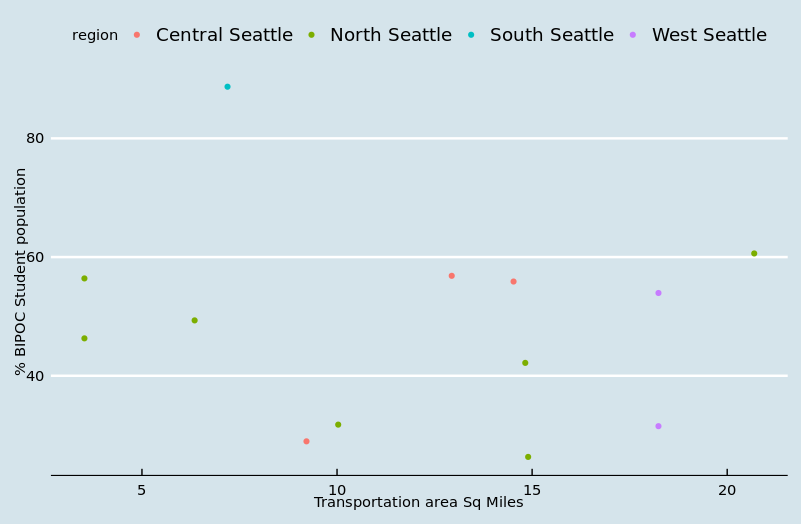 region Central Seattle North Seattle South Seattle West Seattle
% BIPOC Student population
80
60
40
5 10 15 20
Transportation area Sq Miles